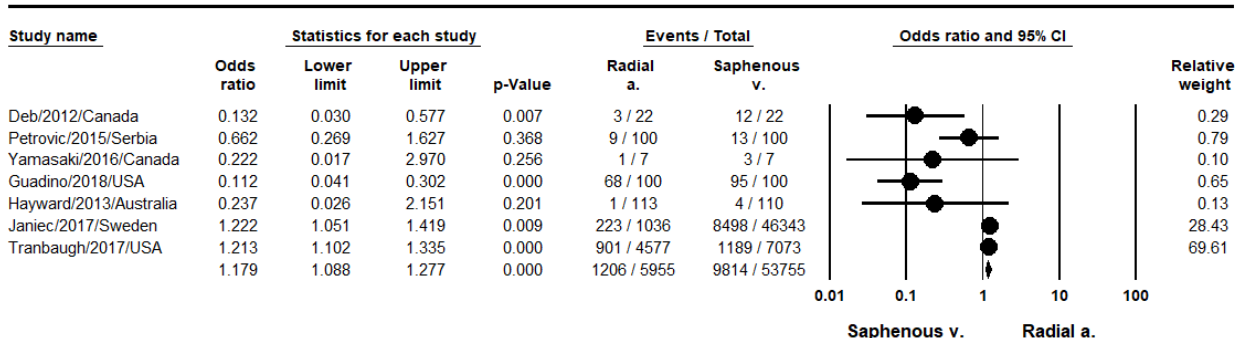 Study name Statistics for each study Events / Total Odds ratio and 95% CI
Odds ratio Lower limit Upper limit p-Value Radial a. Saphenous v. Relative weight
Deb/2012/Canada 0.132 0.030 0.577 0.007 3 / 22 12 / 22 0.29
Petrovic/2015/Serbia 0.662 0.269 1.627 0.368 9 / 100 13 / 100 0.79
Yamasaki/2016/Canada 0.222 0.017 2.970 0.256 1 / 7 3 / 7 0.10
Guadino/2018/USA 0.112 0.041 0.302 0.000 68 / 100 95 / 100 0.65
Hayward/2013/Australia 0.237 0.026 2.151 0.201 1 / 113 4 / 110 0.13
Janiec/2017/Sweden 1.222 1.051 1.419 0.009 223 / 1036 8498 / 46343 28.43
Tranbaugh/2017/USA 1.213 1.102 1.335 0.000 901 / 4577 1189 / 7073 69.61
1.179 1.088 1.277 0.000 1206 / 5955 9814 / 53755
0.01 0.1 1 10 100
Saphenous v. Radial a.